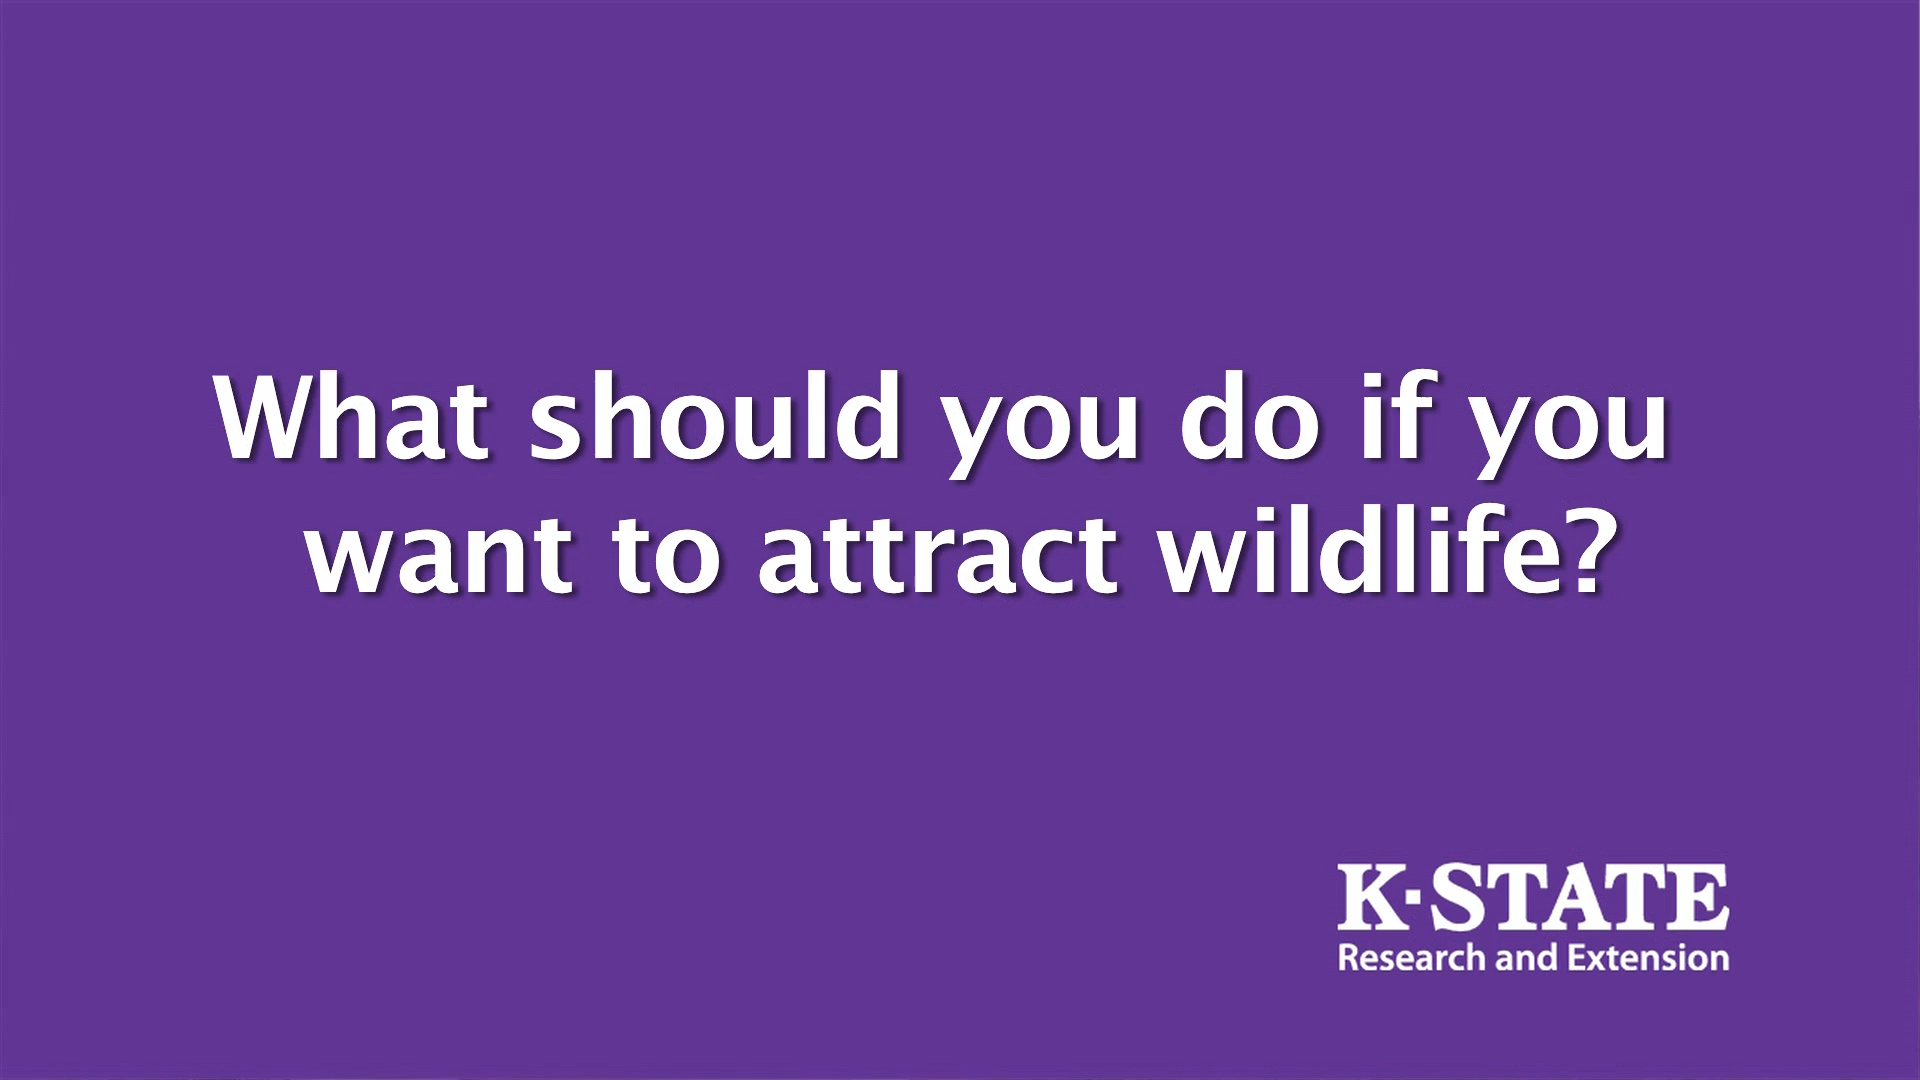 What should you do if you
want to attract wildlife?
K·STATE
Research and Extension